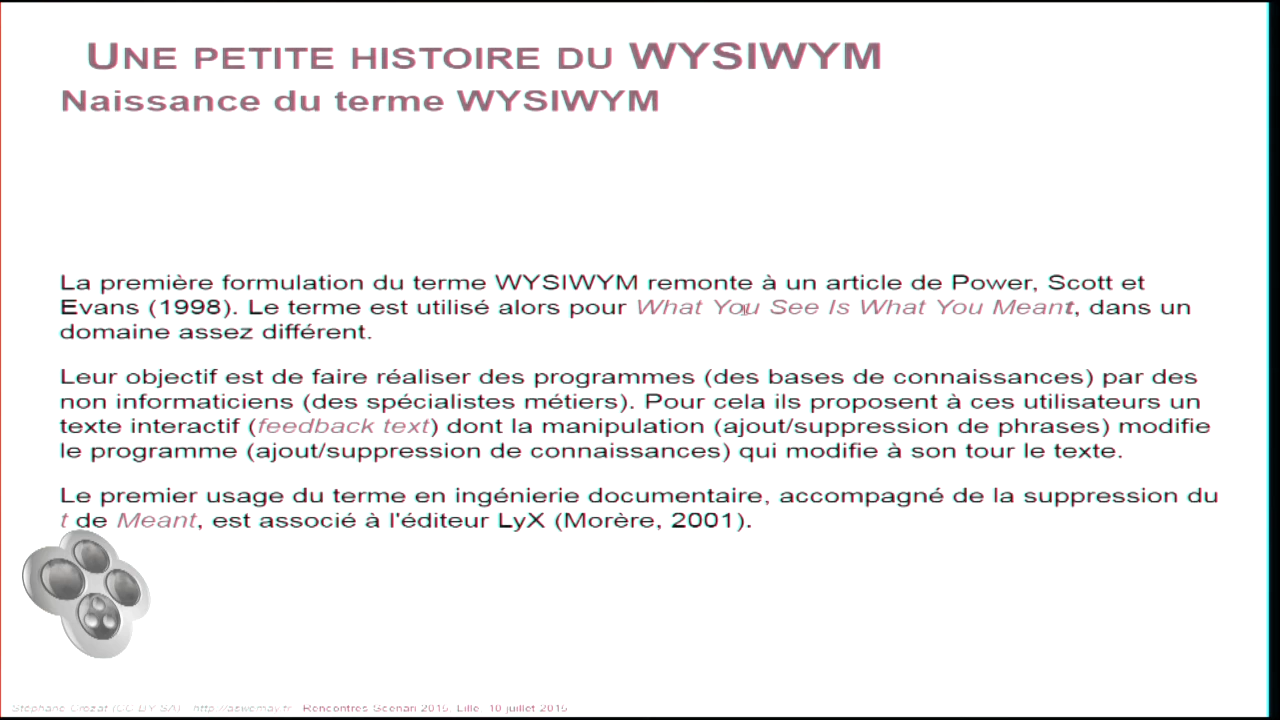 UNE PETITE HISTOIRE DU WYSIWYM
Naissance du terme WYSIWYM
La première formulation du terme WYSIWYM remonte à un article de Power, Scott et
Evans (1998). Le terme est utilisé alors pour What You See Is What You Meant, dans un
domaine assez différent.
Leur objectif est de faire réaliser des programmes (des bases de connaissances) par des
non informaticiens (des spécialistes métiers). Pour cela ils proposent à ces utilisateurs un
texte interactif (feedback text) dont la manipulation (ajout/suppression de phrases) modifie
le programme (ajout/suppression de connaissances) qui modifie à son tour le texte.
Le premier usage du terme en ingénierie documentaire, accompagné de la suppression du
t de Meant, est associé à l'éditeur LyX (Morère, 2001).
Stéphane Crozat (CC BY-SA) http://aswemay.fr Rencontres Scenari 2015, Lille, 10 juillet 2015